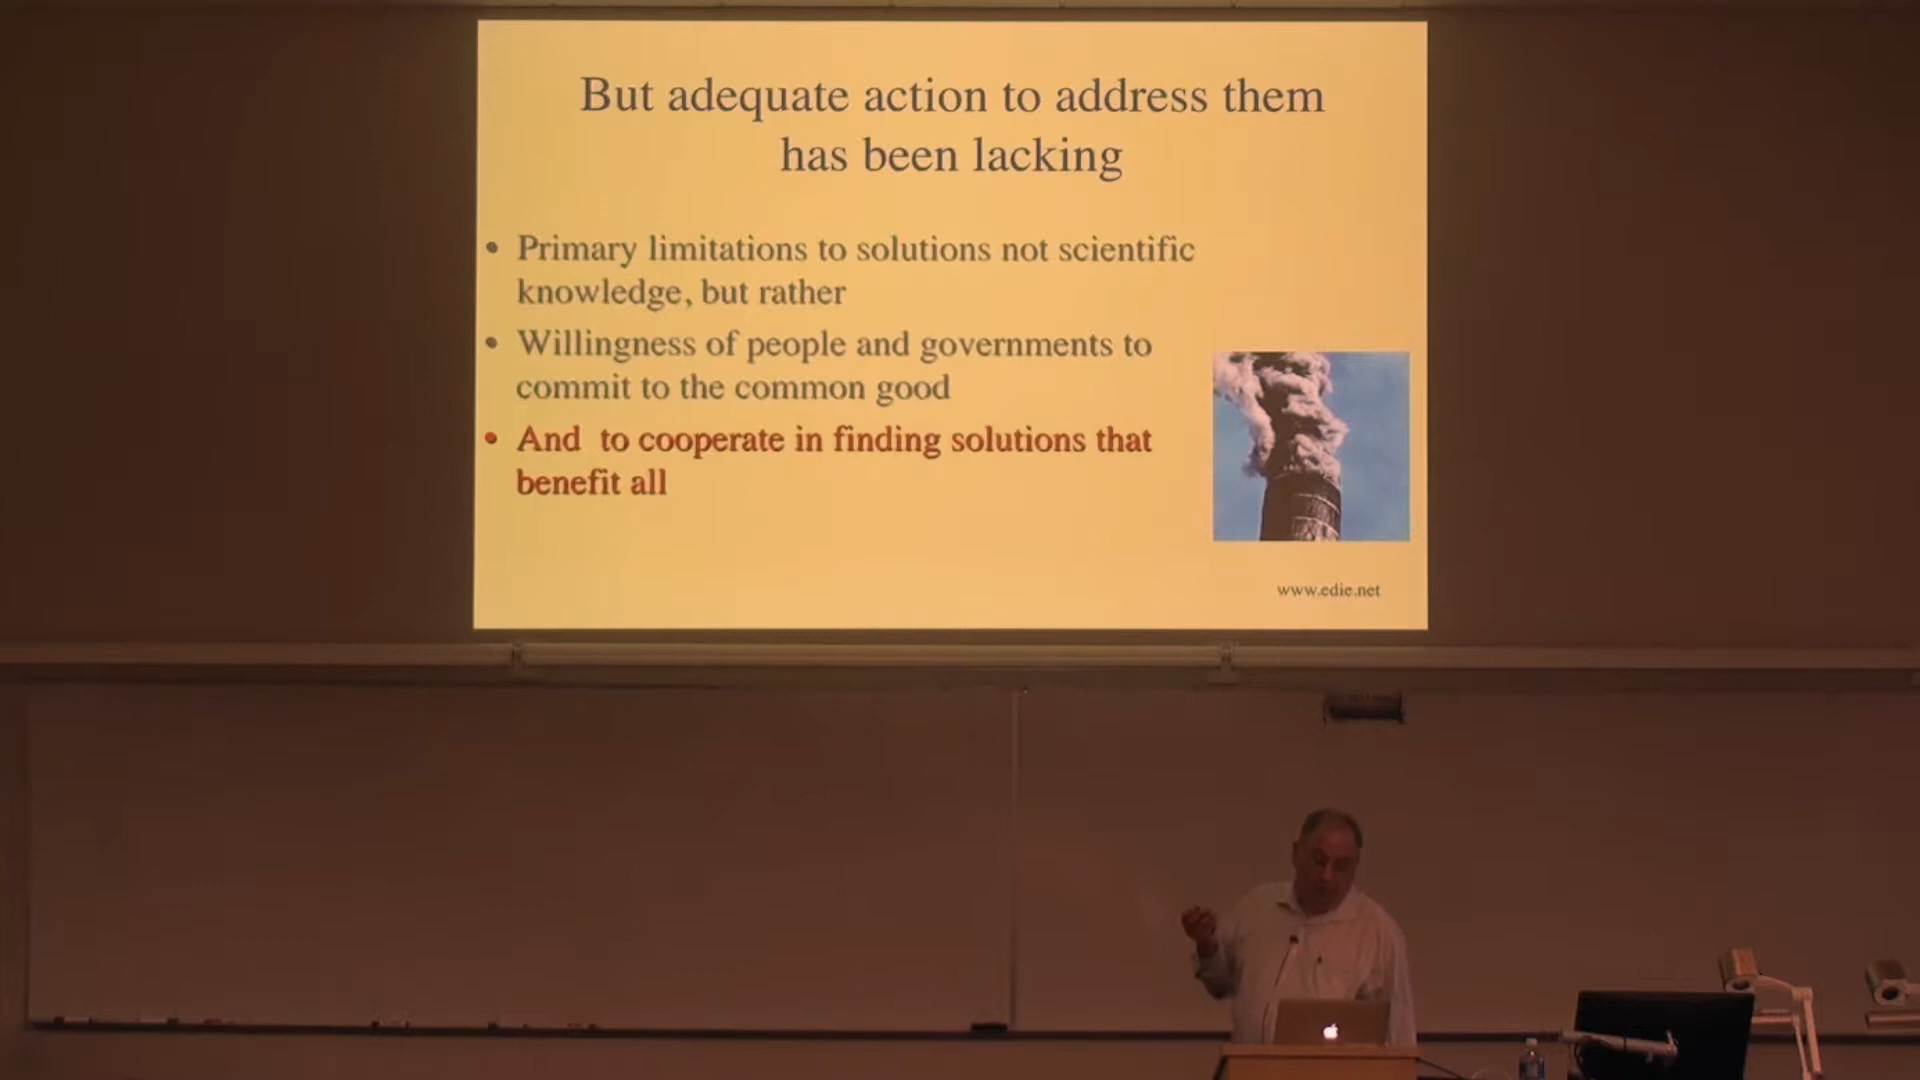 But adequate action to address them
has been lacking
• Primary limitations to solutions not scientific
knowledge, but rather
• Willingness of people and governments to
commit to the common good
• And to cooperate in finding solutions that
benefit all
www.edie.net